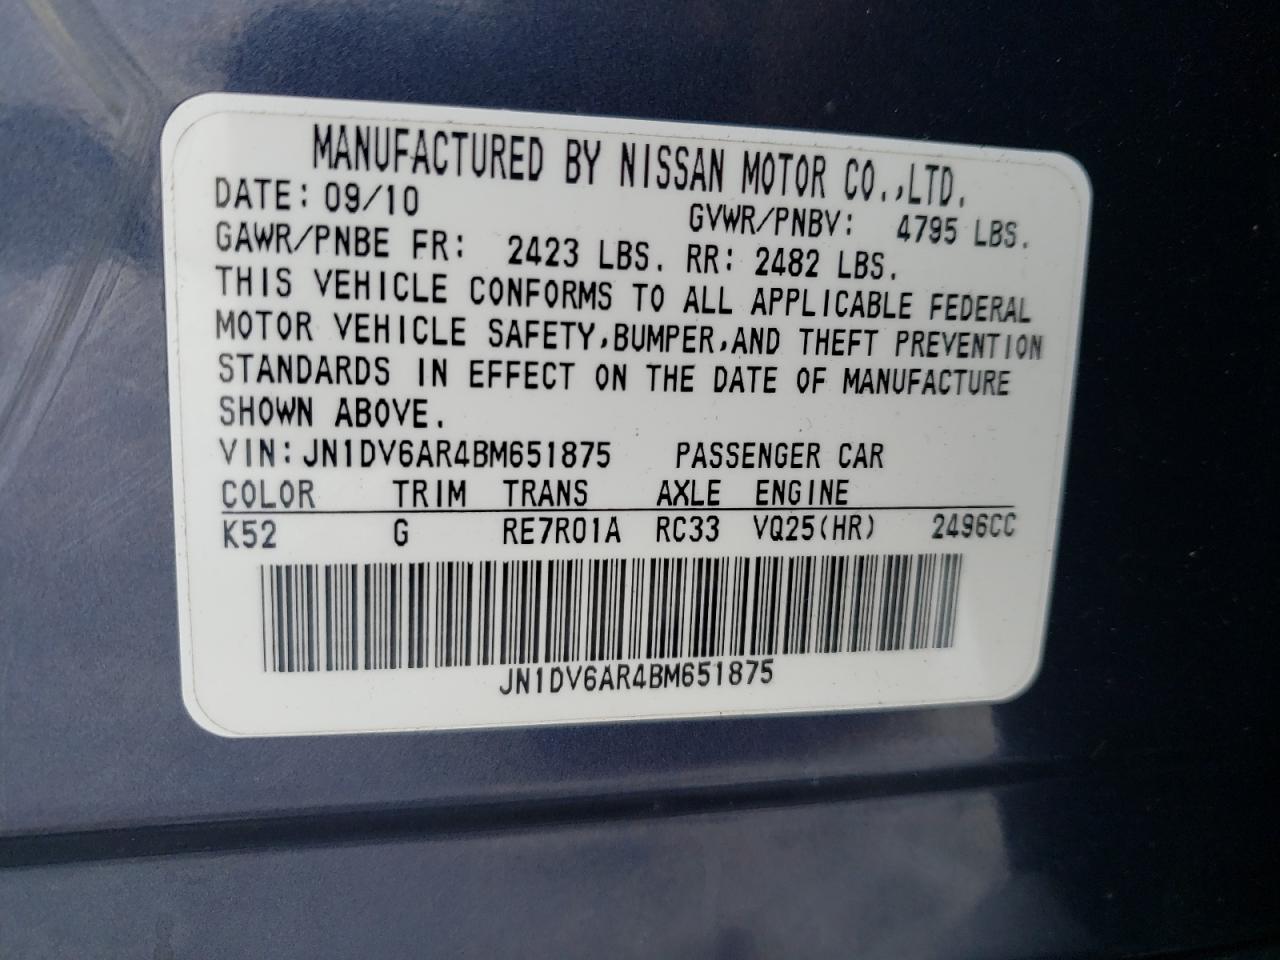 MANUFACTURED BY NISSAN MOTOR CO.,LTD.
DATE: 09/10 GVWR/PNBV: 4795 LBS.
GAWR/PNBE FR: 2423 LBS. RR: 2482 LBS.
THIS VEHICLE CONFORMS TO ALL APPLICABLE FEDERAL
MOTOR VEHICLE SAFETY,BUMPER,AND THEFT PREVENTION
STANDARDS IN EFFECT ON THE DATE OF MANUFACTURE
SHOWN ABOVE.
VIN: JN1DV6AR4BM651875 PASSENGER CAR
COLOR TRIM TRANS AXLE ENGINE
K52 G RE7R01A RC33 VQ25(HR) 2496CC
JN1DV6AR4BM651875